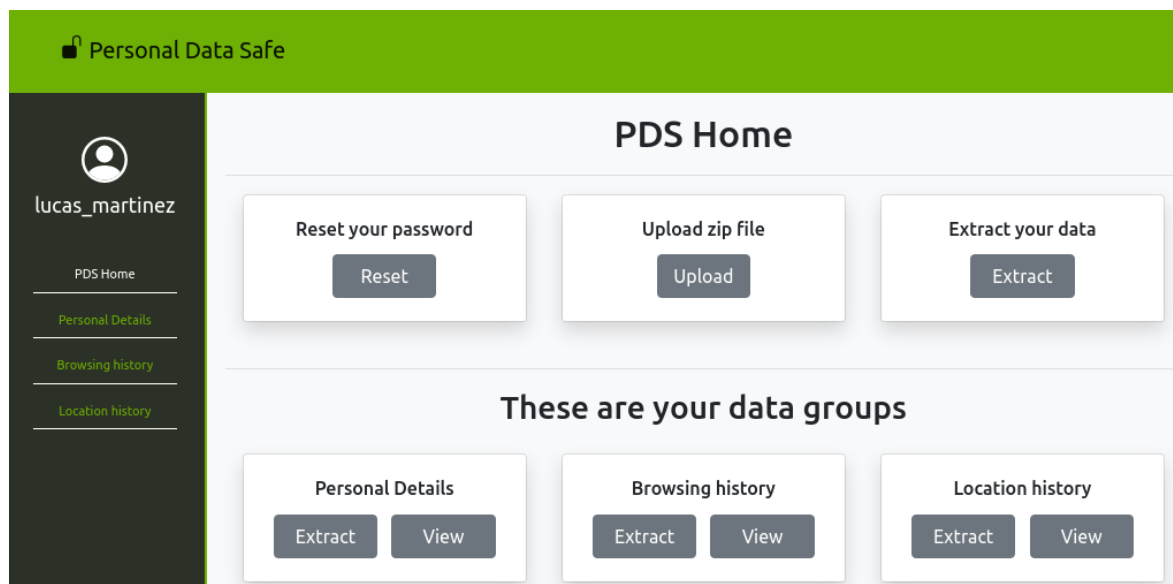 Personal Data Safe
lucas_martinez
PDS Home
Personal Details
Browsing history
Location history
PDS Home
Reset your password
Reset
Upload zip file
Upload
Extract your data
Extract
These are your data groups
Personal Details
Extract View
Browsing history
Extract View
Location history
Extract View